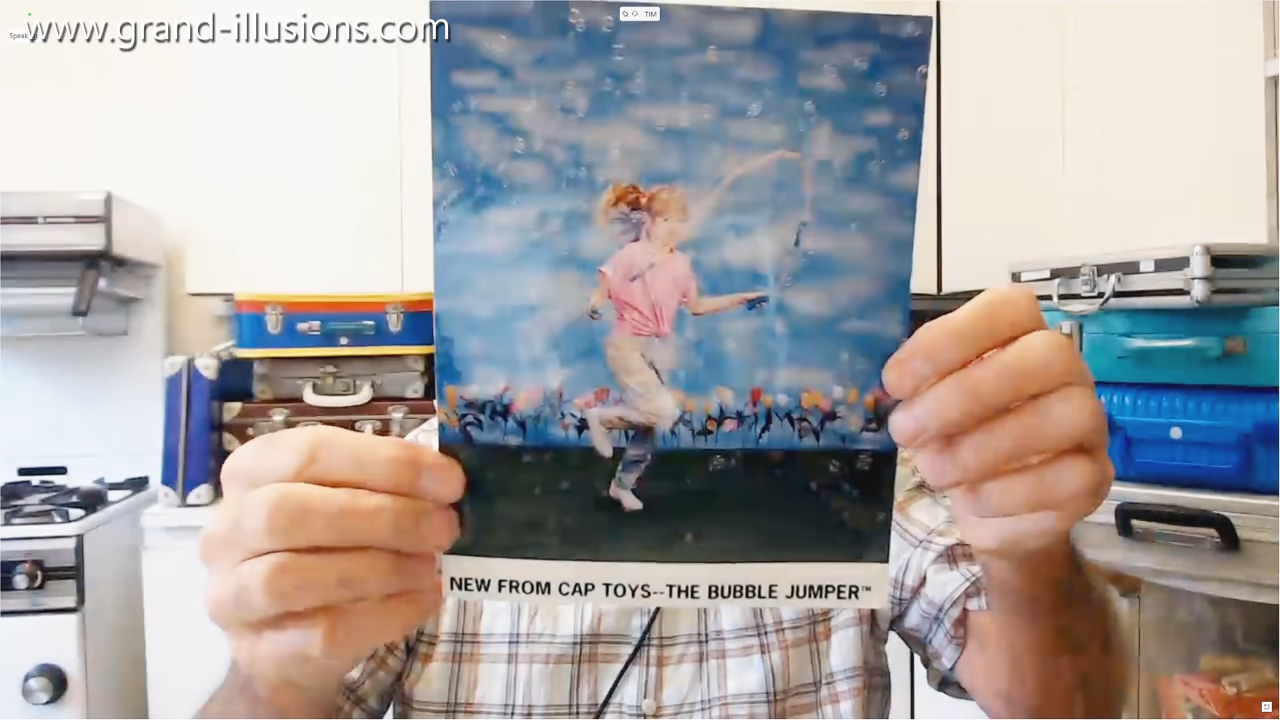 www.grand-illusions.com
TIM
NEW FROM CAP TOYS--THE BUBBLE JUMPER™